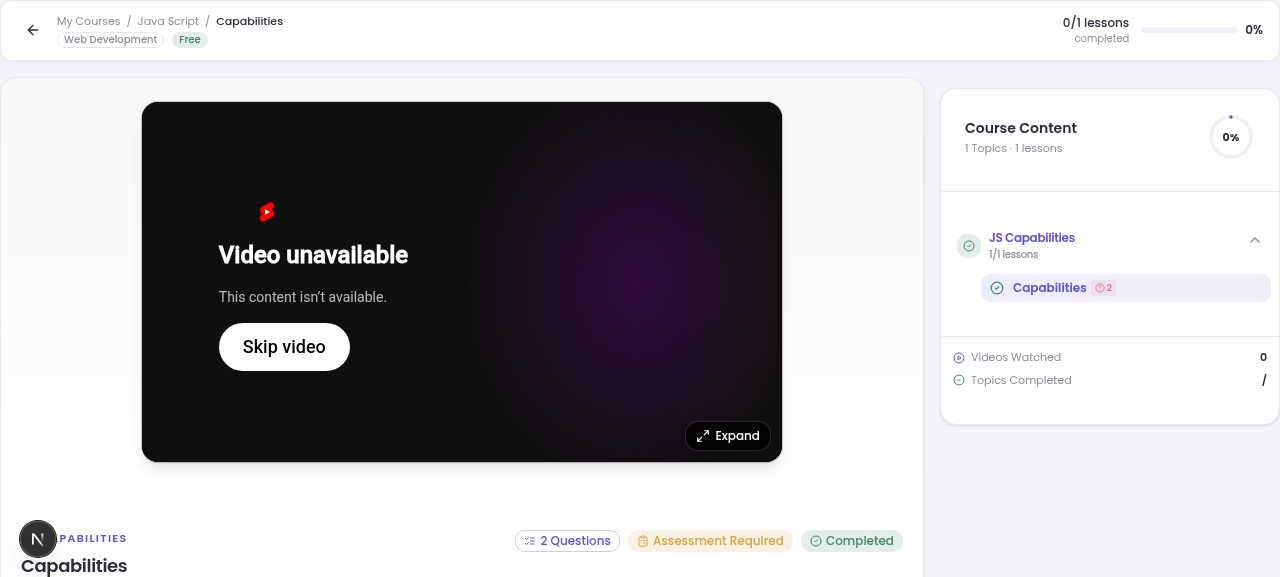 My Courses / Java Script / Capabilities
Web Development Free
0/1 lessons
completed
0%
Video unavailable
This content isn't available.
Skip video
Expand
PABILITIES
2 Questions Assessment Required Completed
Capabilities
Course Content
1 Topics · 1 lessons
0%
JS Capabilities
1/1 lessons
Capabilities 2
Videos Watched 0
Topics Completed /
N